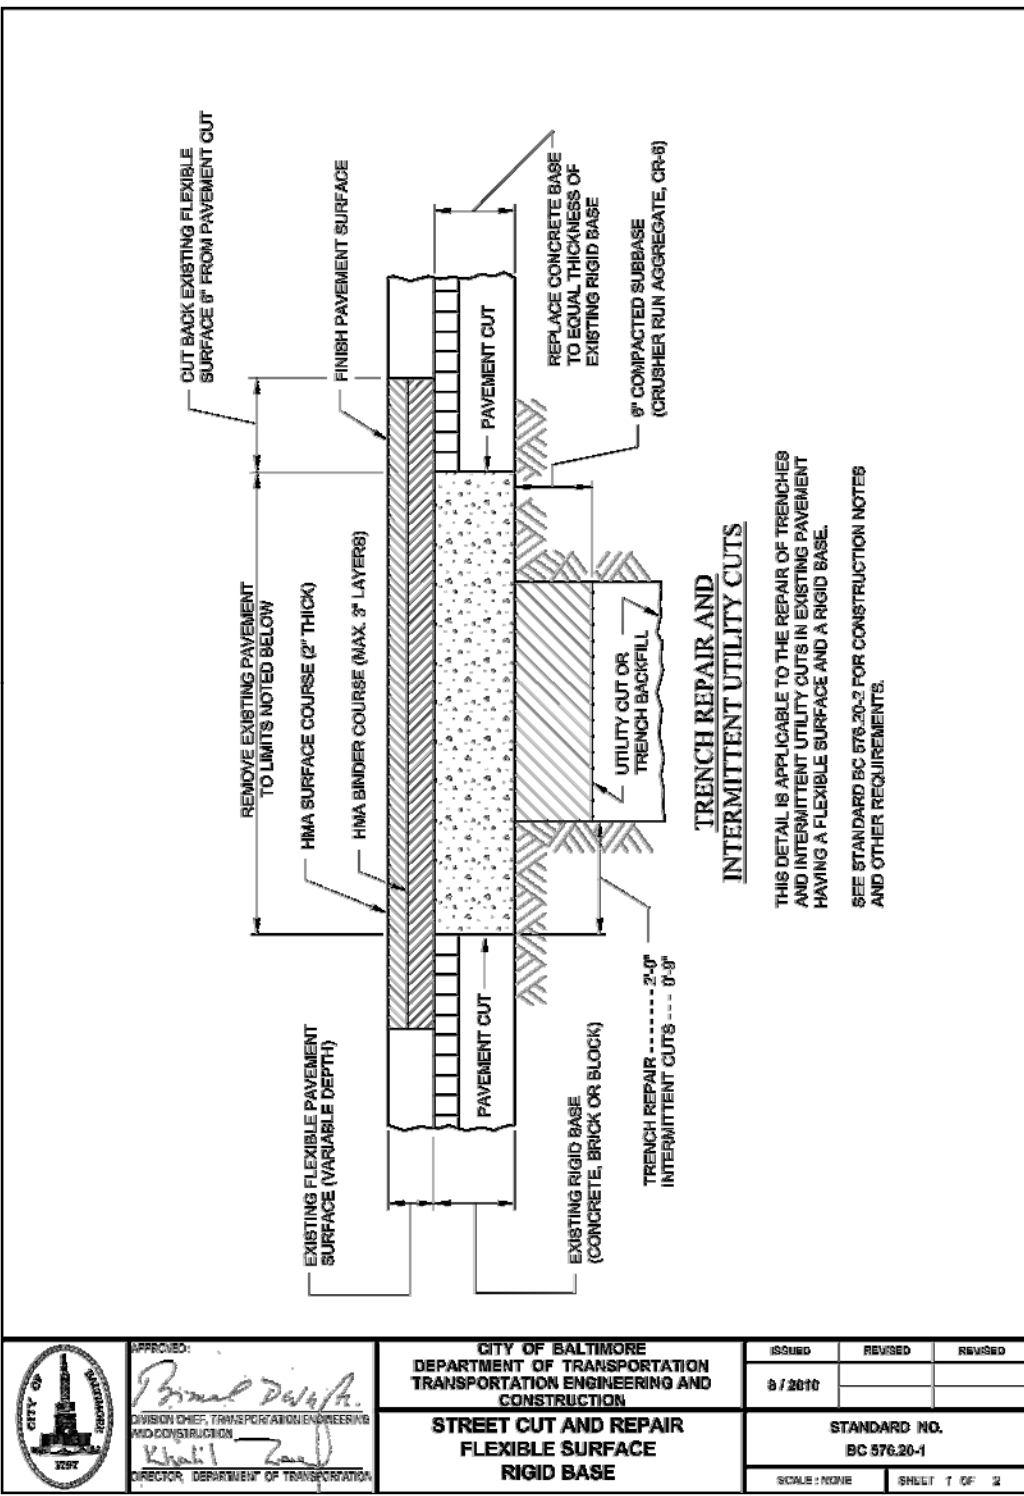 CUT BACK EXISTING FLEXIBLE
SURFACE 6" FROM PAVEMENT CUT
FINISH PAVEMENT SURFACE
REMOVE EXISTING PAVEMENT
TO LIMITS NOTED BELOW
HMA SURFACE COURSE (2" THICK)
HMA BINDER COURSE (MAX. 3" LAYERS)
EXISTING FLEXIBLE PAVEMENT
SURFACE (VARIABLE DEPTH)
PAVEMENT CUT
PAVEMENT CUT
REPLACE CONCRETE BASE
TO EQUAL THICKNESS OF
EXISTING RIGID BASE
6" COMPACTED SUBBASE
(CRUSHER RUN AGGREGATE, CR-6)
UTILITY CUT OR
TRENCH BACKFILL
EXISTING RIGID BASE
(CONCRETE, BRICK OR BLOCK)
TRENCH REPAIR ------- 2'-0"
INTERMITTENT CUTS --- 0'-9"
TRENCH REPAIR AND
INTERMITTENT UTILITY CUTS
THIS DETAIL IS APPLICABLE TO THE REPAIR OF TRENCHES
AND INTERMITTENT UTILITY CUTS IN EXISTING PAVEMENT
HAVING A FLEXIBLE SURFACE AND A RIGID BASE.
SEE STANDARD BC 576.20-2 FOR CONSTRUCTION NOTES
AND OTHER REQUIREMENTS.
CITY OF BALTIMORE
1797
APPROVED:
DIVISION CHIEF, TRANSPORTATION ENGINEERING
AND CONSTRUCTION
Khalil
DIRECTOR, DEPARTMENT OF TRANSPORTATION
CITY OF BALTIMORE
DEPARTMENT OF TRANSPORTATION
TRANSPORTATION ENGINEERING AND
CONSTRUCTION
STREET CUT AND REPAIR
FLEXIBLE SURFACE
RIGID BASE
ISSUED
REVISED
REVISED
/ 2010
STANDARD NO.
BC 576.20-1
SCALE : NONE
SHEET 1 OF 2